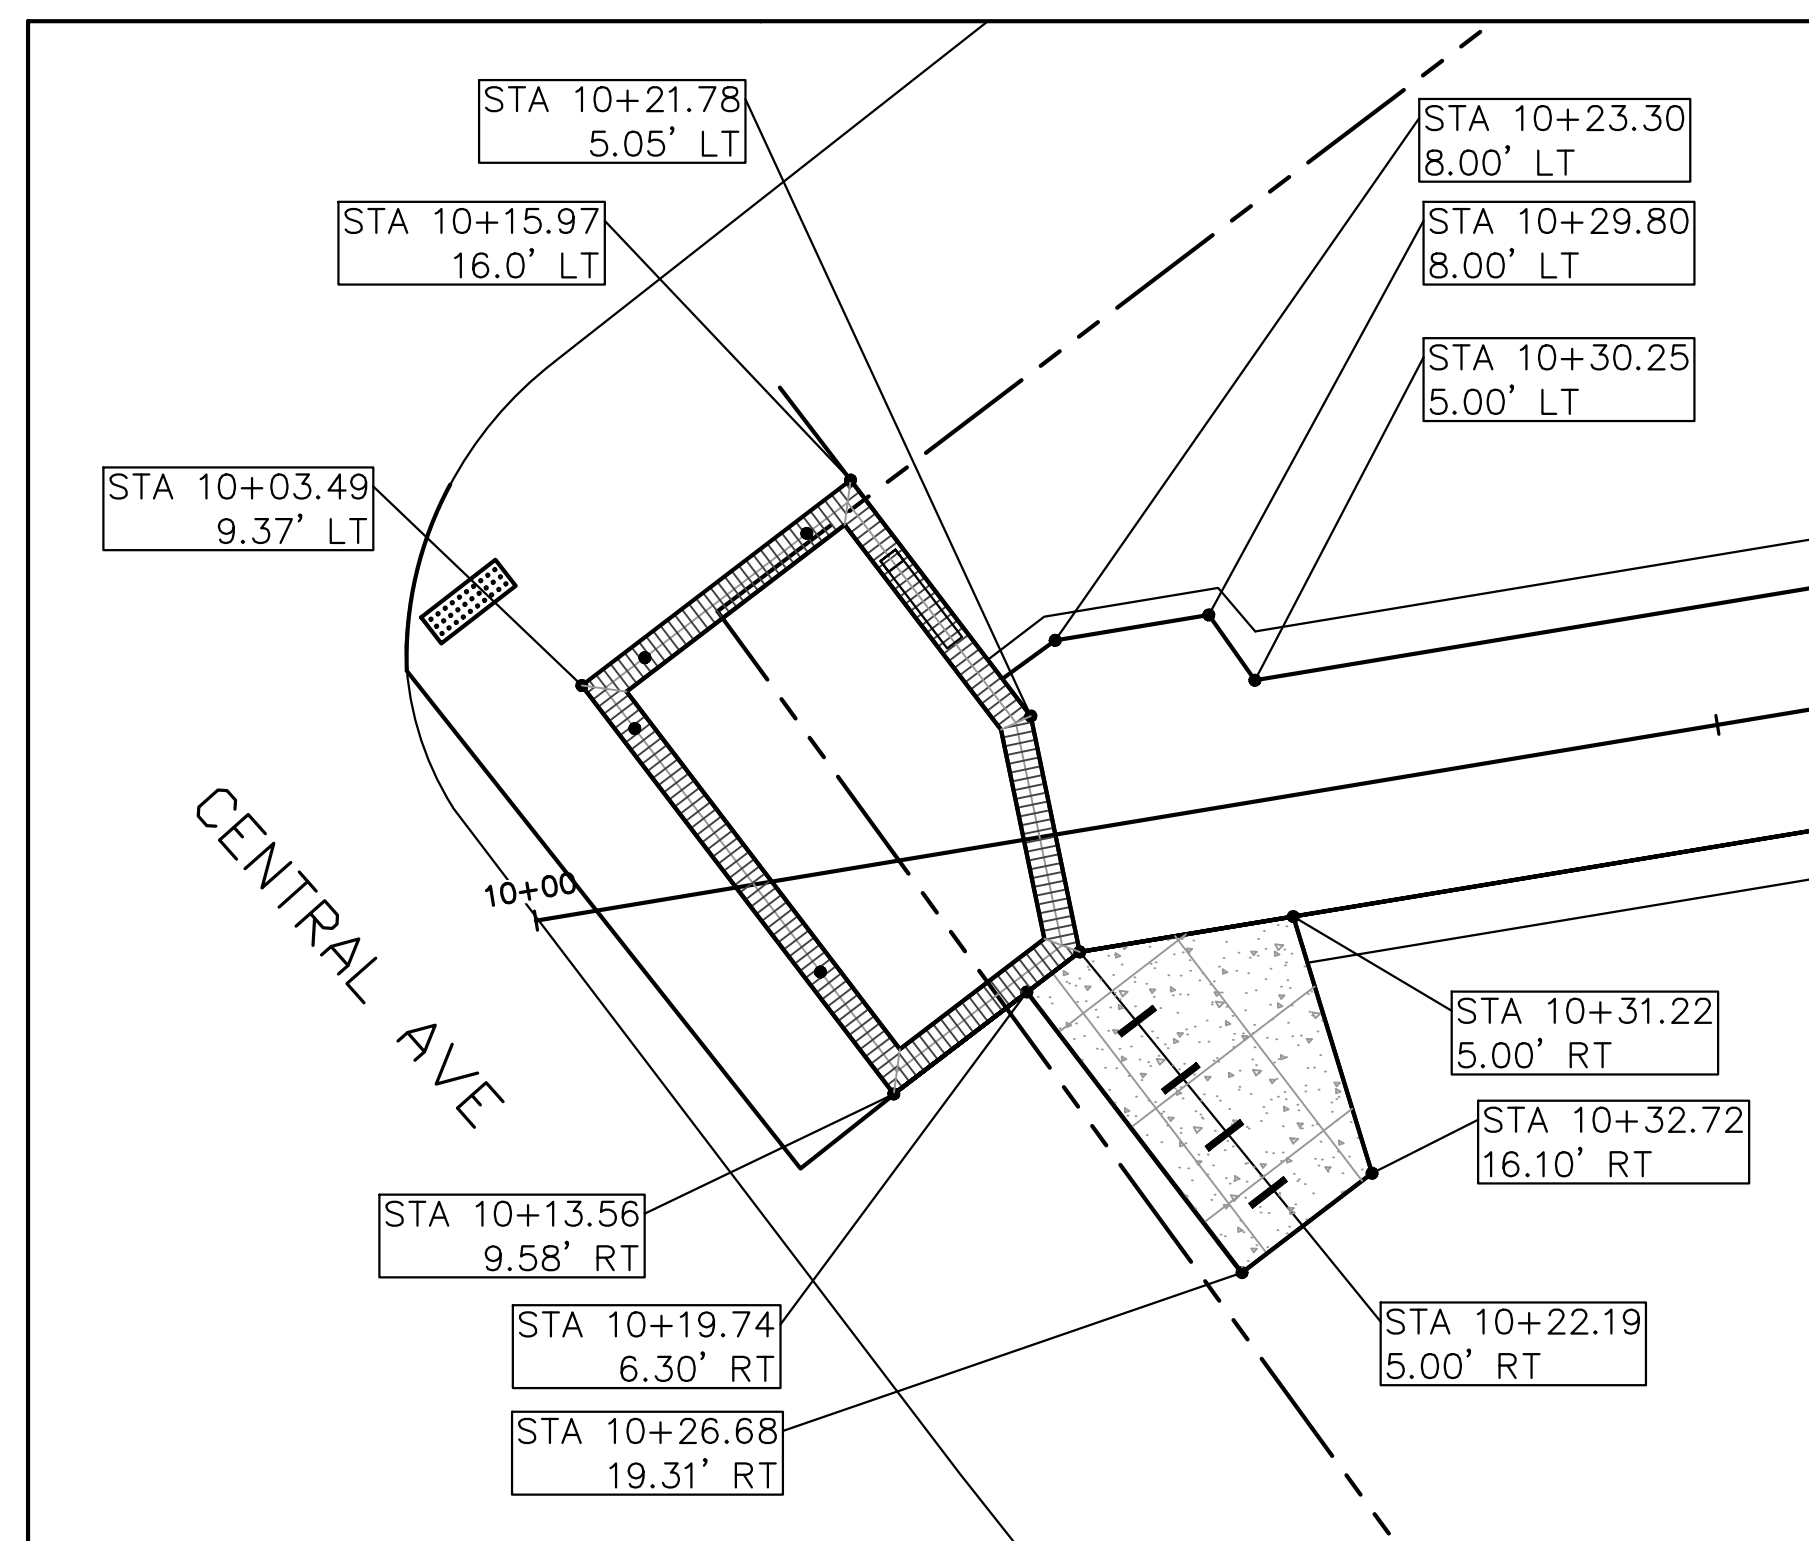 STA 10+21.78
5.05' LT
STA 10+23.30
8.00' LT
STA 10+15.97
16.0' LT
STA 10+29.80
8.00' LT
STA 10+30.25
5.00' LT
STA 10+03.49
9.37' LT
CENTRAL AVE
10+00
STA 10+31.22
5.00' RT
STA 10+32.72
16.10' RT
STA 10+13.56
9.58' RT
STA 10+19.74
6.30' RT
STA 10+22.19
5.00' RT
STA 10+26.68
19.31' RT